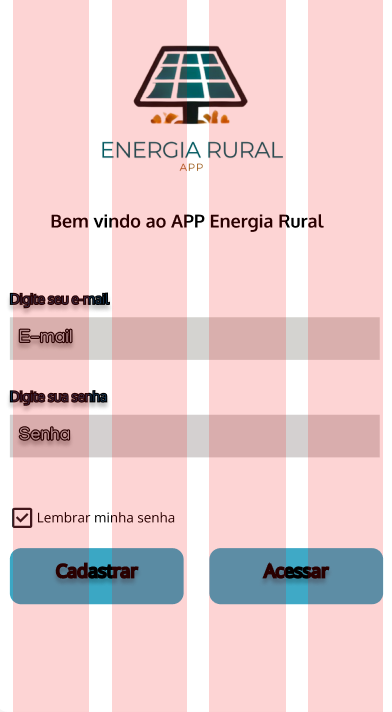 ENERGIA RURAL
APP
Bem vindo ao APP Energia Rural
Digite seu e-mail
E-mail
Digite sua senha
Senha
Lembrar minha senha
Cadastrar
Acessar